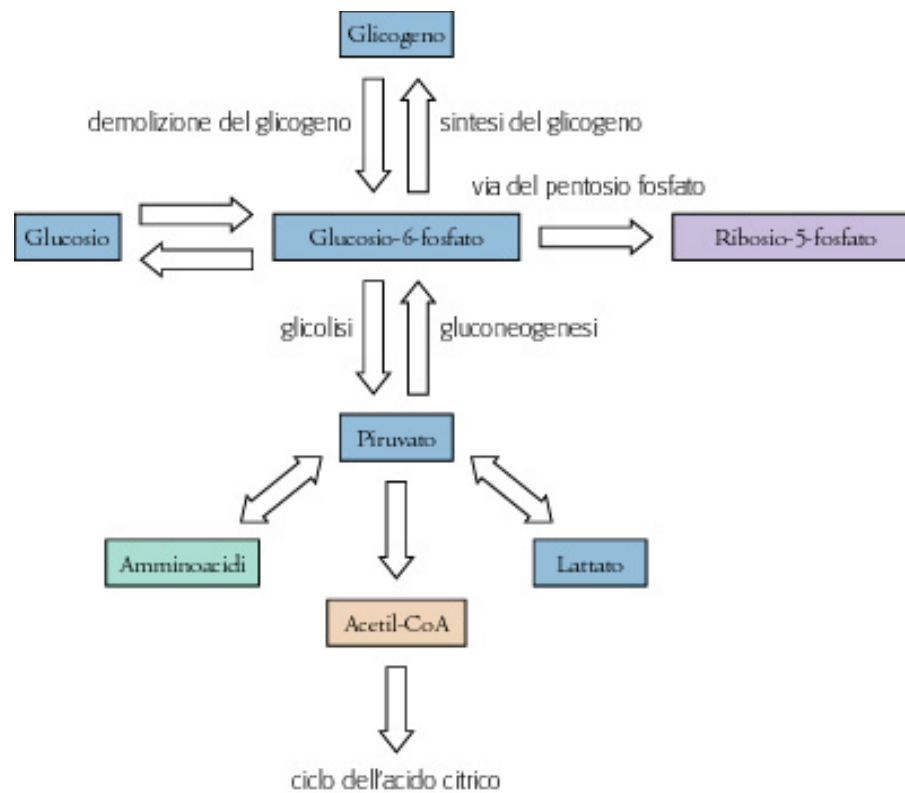 Glicogeno
demolizione del glicogeno
sintesi del glicogeno
via del pentosio fosfato
Glucosio
Glucosio-6-fosfato
Ribosio-5-fosfato
glicolisi
gluconeogenesi
Piruvato
Amminoacidi
Lattato
Acetil-CoA
ciclo dell'acido citrico